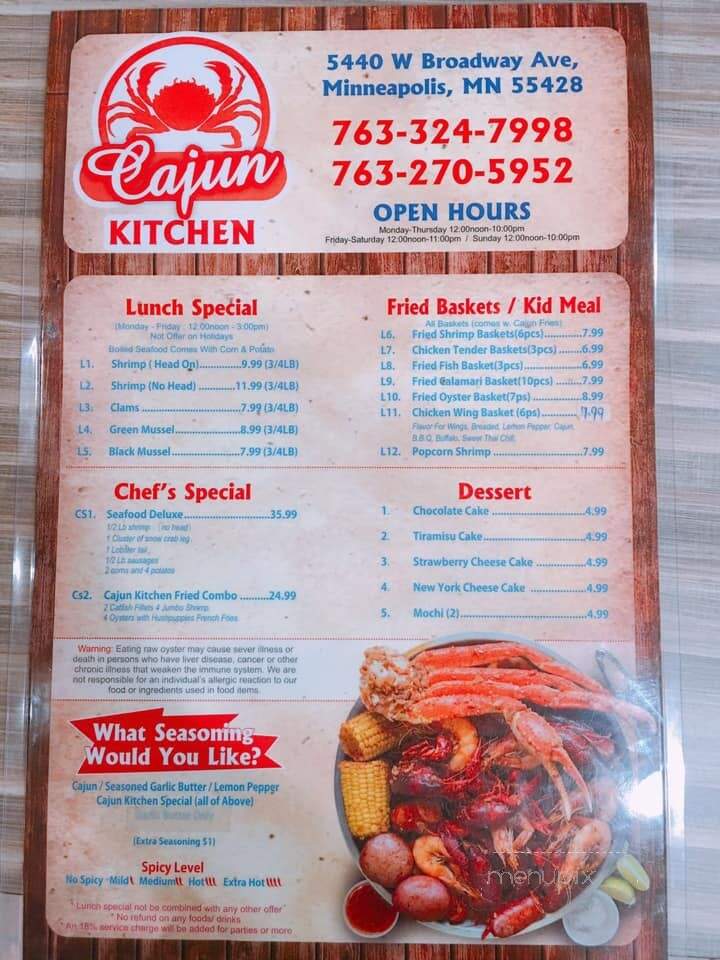 Cajun
KITCHEN
5440 W Broadway Ave,
Minneapolis, MN 55428
763-324-7998
763-270-5952
OPEN HOURS
Monday-Thursday 12:00noon-10:00pm
Friday-Saturday 12:00noon-11:00pm / Sunday 12:00noon-10:00pm
Lunch Special
(Monday - Friday : 12:00noon - 3:00pm)
Not Offer on Holidays
Boiled Seafood Comes With Corn & Potato
L1. Shrimp ( Head On)..........9.99 (3/4LB)
L2. Shrimp (No Head) ..........11.99 (3/4LB)
L3. Clams ..........7.99 (3/4LB)
L4. Green Mussel..........8.99 (3/4LB)
L5. Black Mussel..........7.99 (3/4LB)
Fried Baskets / Kid Meal
All Baskets (comes w. Cajun Fries)
L6. Fried Shrimp Baskets(6pcs)..........7.99
L7. Chicken Tender Baskets(3pcs) ..........6.99
L8. Fried Fish Basket(3pcs)..........6.99
L9. Fried Calamari Basket(10pcs) ..........7.99
L10. Fried Oyster Basket(7ps) ..........8.99
L11. Chicken Wing Basket (6ps)..........
Flavor For Wings, Breaded, Lemon Pepper, Cajun,
B.B.Q, Buffalo, Sweet Thai Chill,
L12. Popcorn Shrimp ..........7.99
Chef's Special
CS1. Seafood Deluxe..........35.99
1/2 Lb shrimp (no head)
1 Cluster of snow crab leg
1 Lobster tail
1/2 Lb sausages
2 corns and 4 potatos
Cs2. Cajun Kitchen Fried Combo ..........24.99
2 Catfish Fillets 4 Jumbo Shrimp
4 Oysters with Hushpuppies French Fries
Dessert
1. Chocolate Cake ..........4.99
2. Tiramisu Cake..........4.99
3. Strawberry Cheese Cake ..........4.99
4. New York Cheese Cake ..........4.99
5. Mochi (2)..........4.99
Warning: Eating raw oyster may cause sever illness or
death in persons who have liver disease, cancer or other
chronic illness that weaken the immune system. We are
not responsible for an individual's allergic reaction to our
food or ingredients used in food items.
What Seasoning
Would You Like?
Cajun / Seasoned Garlic Butter / Lemon Pepper
Cajun Kitchen Special (all of Above)
(Extra Seasoning $1)
Spicy Level
No Spicy - Mild Medium Hot Extra Hot
* Lunch special not be combined with any other offer
* No refund on any foods/ drinks
*An 18% service charge will be added for parties or more
menupix